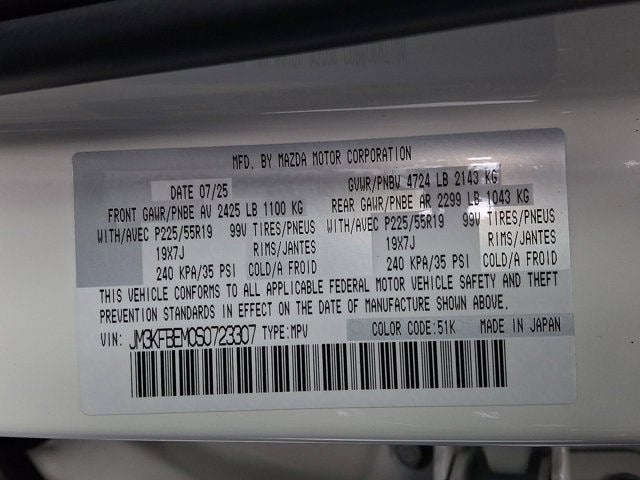 MFD. BY MAZDA MOTOR CORPORATION
DATE 07/25 GVWR/PNBV 4724 LB 2143 KG
FRONT GAWR/PNBE AV 2425 LB 1100 KG REAR GAWR/PNBE AR 2299 LB 1043 KG
WITH/AVEC P225/55R19 99V TIRES/PNEUS WITH/AVEC P225/55R19 99V TIRES/PNEUS
19X7J RIMS/JANTES 19X7J RIMS/JANTES
240 KPA/35 PSI COLD/A FROID 240 KPA/35 PSI COLD/A FROID
THIS VEHICLE CONFORMS TO ALL APPLICABLE FEDERAL MOTOR VEHICLE SAFETY AND THEFT
PREVENTION STANDARDS IN EFFECT ON THE DATE OF MANUFACTURE SHOWN ABOVE.
VIN: JM3KFBEM0S0723307 TYPE:MPV COLOR CODE:51K MADE IN JAPAN